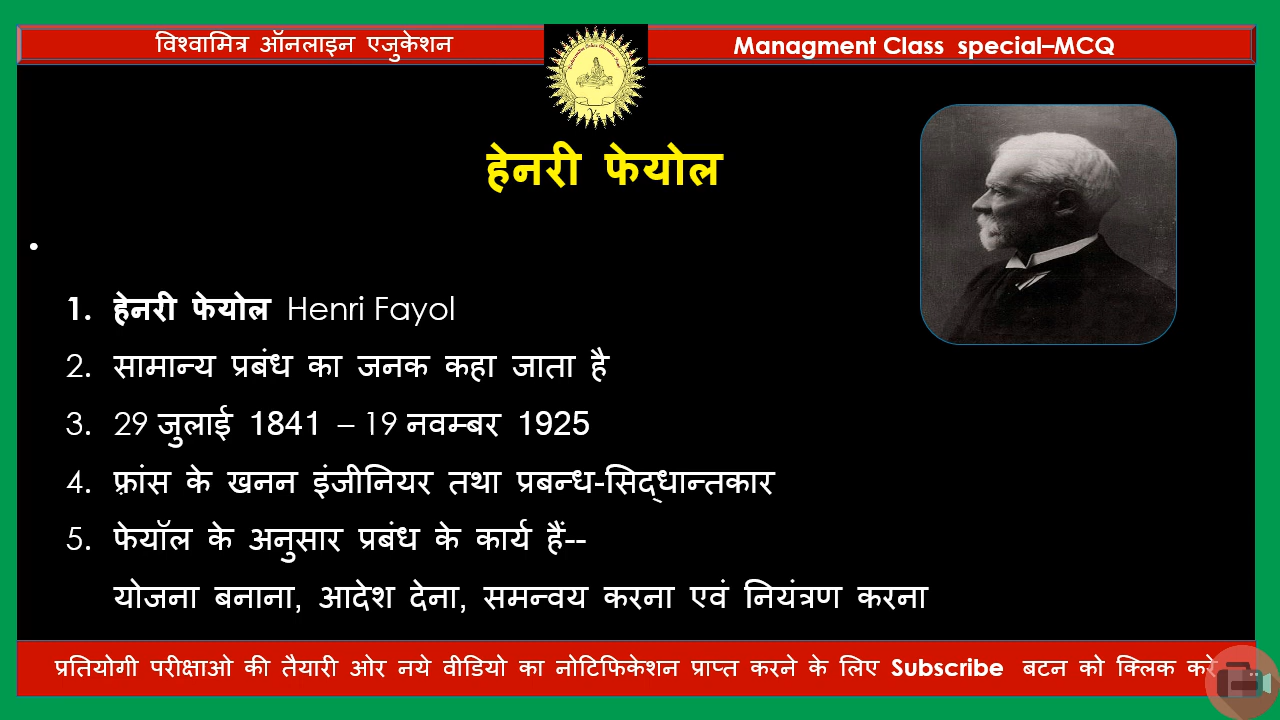 विश्वामित्र ऑनलाइन एजुकेशन
Managment Class special–MCQ
हेनरी फेयोल
•
1. हेनरी फेयोल Henri Fayol
2. सामान्य प्रबंध का जनक कहा जाता है
3. 29 जुलाई 1841 – 19 नवम्बर 1925
4. फ़्रांस के खनन इंजीनियर तथा प्रबन्ध-सिद्धान्तकार
5. फेयॉल के अनुसार प्रबंध के कार्य हैं--
योजना बनाना, आदेश देना, समन्वय करना एवं नियंत्रण करना
प्रतियोगी परीक्षाओ की तैयारी ओर नये वीडियो का नोटिफिकेशन प्राप्त करने के लिए Subscribe बटन को क्लिक करे